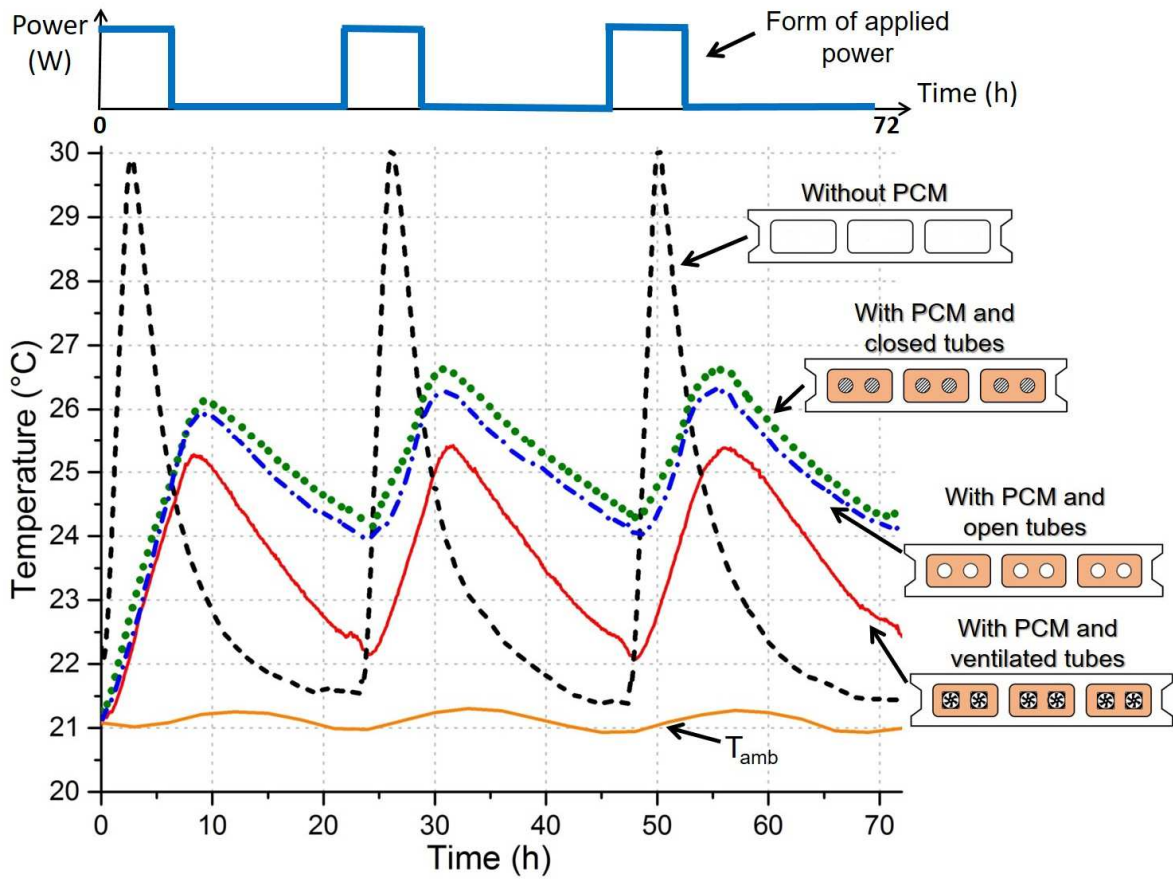 Power
(W)
Form of applied
power
Time (h)
0
72
30
29
28
27
26
25
24
23
22
21
20
Temperature (°C)
Without PCM
With PCM and
closed tubes
With PCM and
open tubes
With PCM and
ventilated tubes
Tamb
0 10 20 30 40 50 60 70
Time (h)